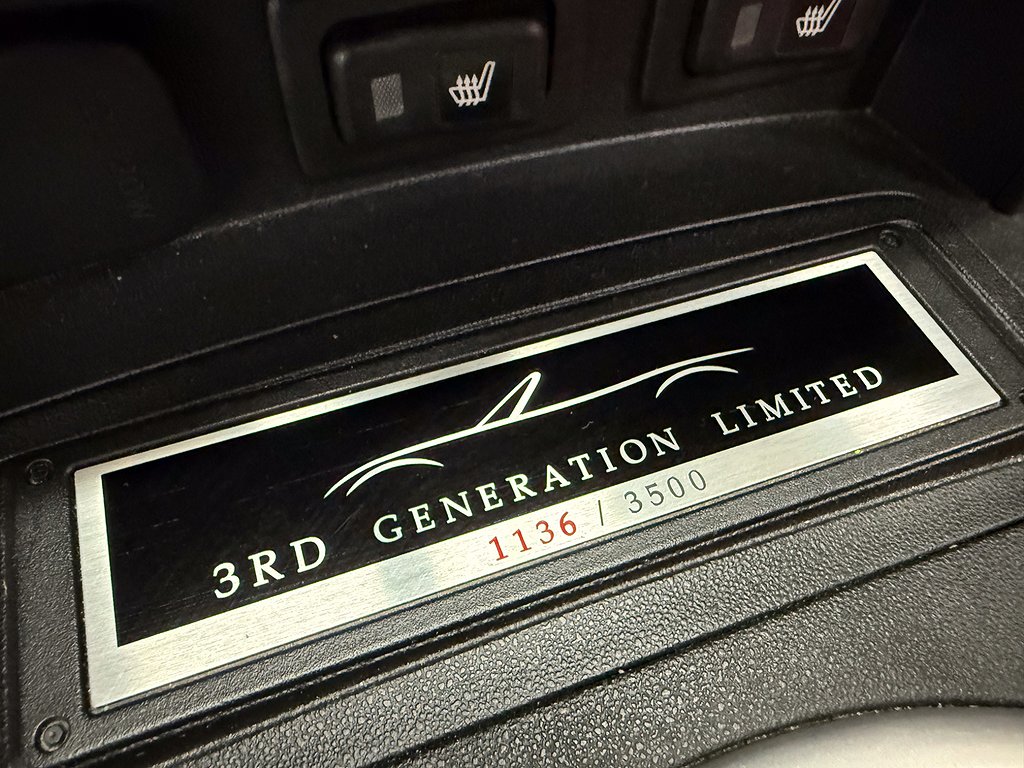 3RD GENERATION LIMITED
1136 / 3500